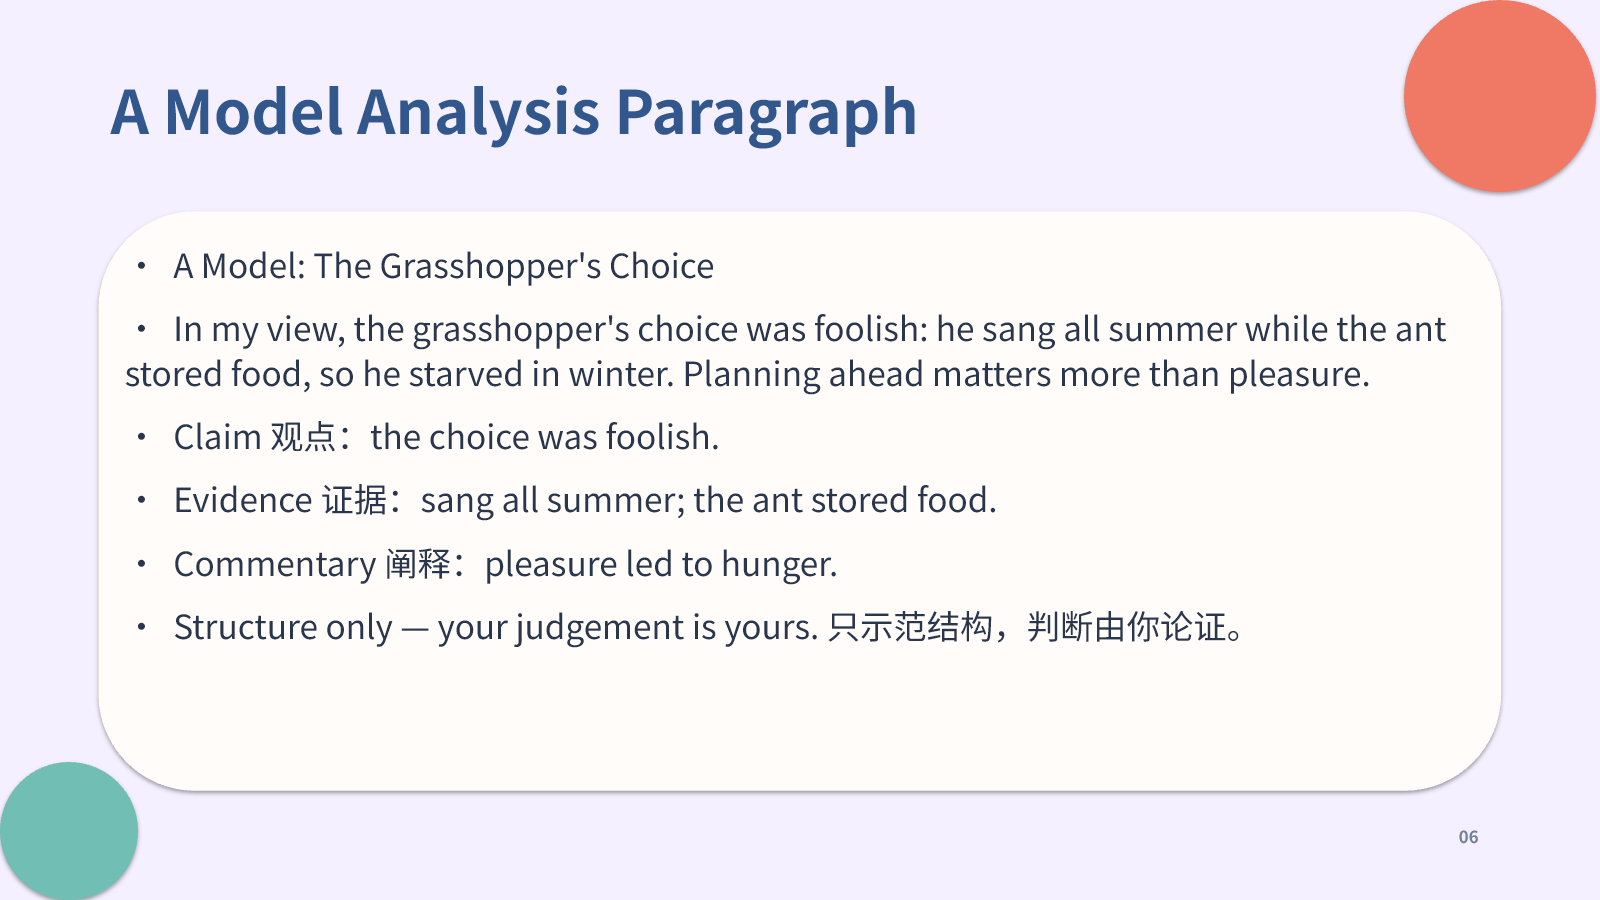 A Model Analysis Paragraph
• A Model: The Grasshopper's Choice
• In my view, the grasshopper's choice was foolish: he sang all summer while the ant
stored food, so he starved in winter. Planning ahead matters more than pleasure.
• Claim 观点：the choice was foolish.
• Evidence 证据：sang all summer; the ant stored food.
• Commentary 阐释：pleasure led to hunger.
• Structure only — your judgement is yours. 只示范结构，判断由你论证。
06